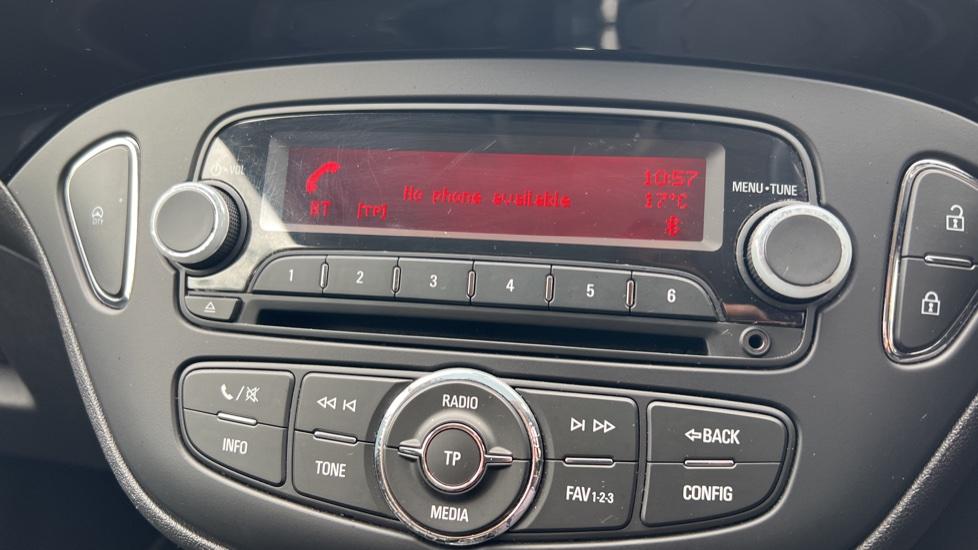 VOL
10:57
No phone available
17°C
BT [TP]
MENU•TUNE
1 2 3 4 5 6
RADIO
BACK
INFO
TONE
TP
MEDIA
FAV 1-2-3
CONFIG